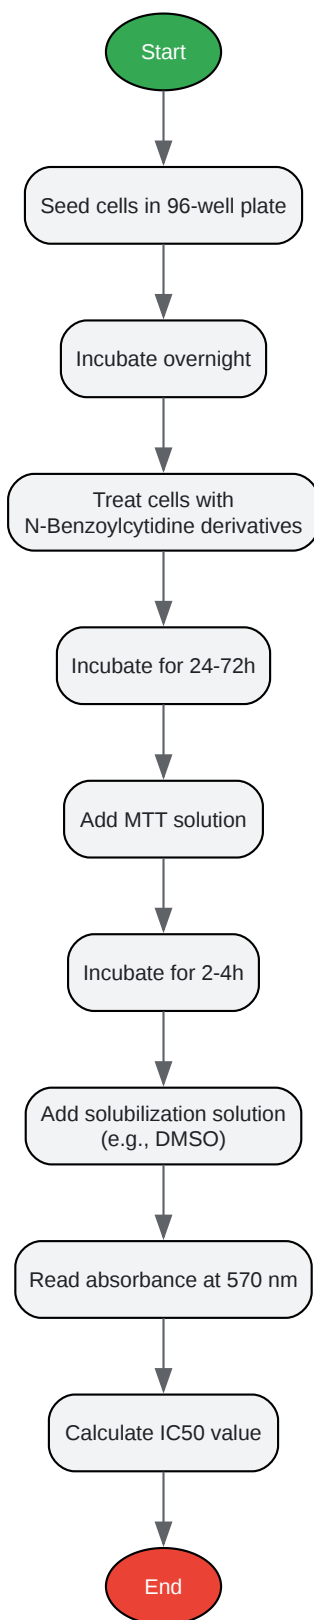 Start
Seed cells in 96-well plate
Incubate overnight
Treat cells with
N-Benzoylcytidine derivatives
Incubate for 24-72h
Add MTT solution
Incubate for 2-4h
Add solubilization solution
(e.g., DMSO)
Read absorbance at 570 nm
Calculate IC50 value
End